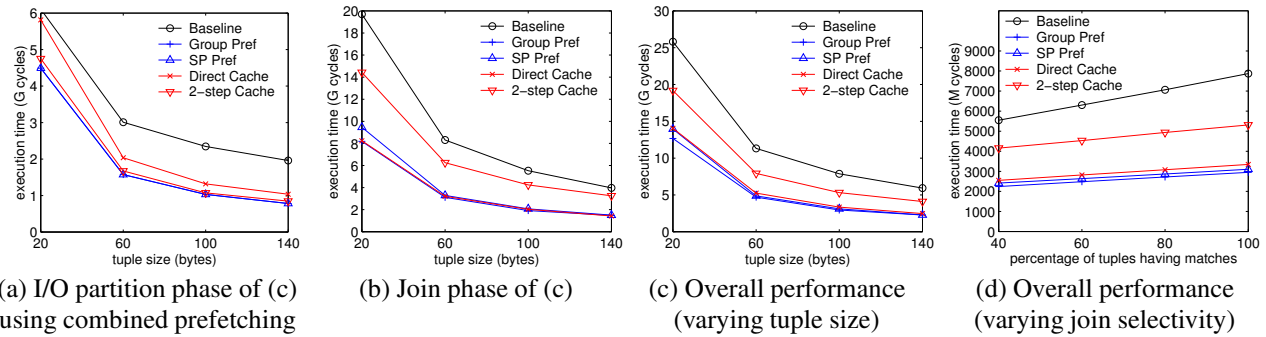 6
5
4
3
2
1
0
20
60
100
140
execution time (G cycles)
tuple size (bytes)
Baseline
Group Pref
SP Pref
Direct Cache
2−step Cache
(a) I/O partition phase of (c)
using combined prefetching
20
18
16
14
12
10
8
6
4
2
0
20
60
100
140
execution time (G cycles)
tuple size (bytes)
Baseline
Group Pref
SP Pref
Direct Cache
2−step Cache
(b) Join phase of (c)
30
25
20
15
10
5
0
20
60
100
140
execution time (G cycles)
tuple size (bytes)
Baseline
Group Pref
SP Pref
Direct Cache
2−step Cache
(c) Overall performance
(varying tuple size)
9000
8000
7000
6000
5000
4000
3000
2000
1000
0
40
60
80
100
execution time (M cycles)
percentage of tuples having matches
Baseline
Group Pref
SP Pref
Direct Cache
2−step Cache
(d) Overall performance
(varying join selectivity)